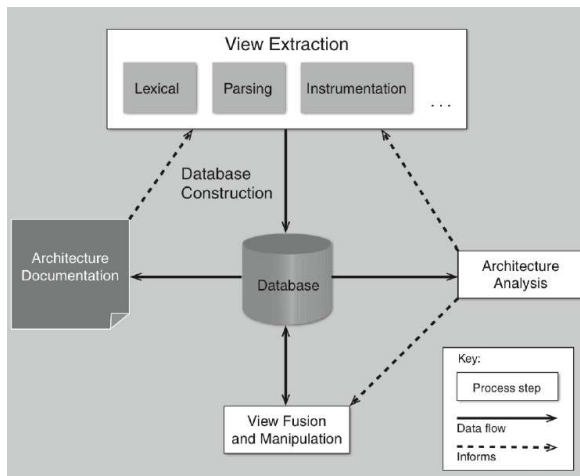 View Extraction
Lexical
Parsing
Instrumentation
. . .
Database
Construction
Architecture
Documentation
Database
Architecture
Analysis
View Fusion
and Manipulation
Key:
Process step
Data flow
Informs